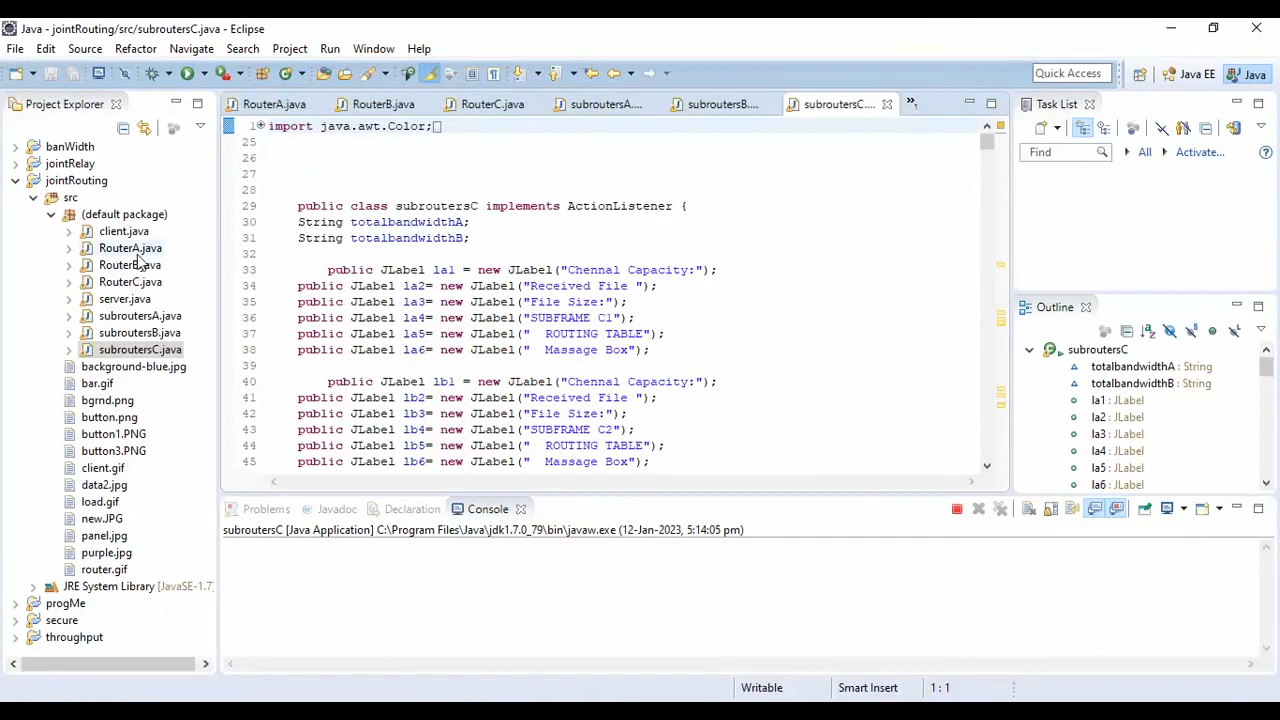 Java - jointRouting/src/subroutersC.java - Eclipse
File Edit Source Refactor Navigate Search Project Run Window Help
Quick Access Java EE Java
Project Explorer
banWidth
jointRelay
jointRouting
src
(default package)
client.java
RouterA.java
RouterB.java
RouterC.java
server.java
subroutersA.java
subroutersB.java
subroutersC.java
background-blue.jpg
bar.gif
bgrnd.png
button.png
button1.PNG
button3.PNG
client.gif
data2.jpg
load.gif
new.JPG
panel.jpg
purple.jpg
router.gif
JRE System Library [JavaSE-1.7]
progMe
secure
throughput
RouterA.java RouterB.java RouterC.java subroutersA.... subroutersB.... subroutersC....
1 import java.awt.Color;
25
26
27
28
29 public class subroutersC implements ActionListener {
30 String totalbandwidthA;
31 String totalbandwidthB;
32
33 public JLabel la1 = new JLabel("Chennal Capacity:");
34 public JLabel la2= new JLabel("Received File ");
35 public JLabel la3= new JLabel("File Size:");
36 public JLabel la4= new JLabel("SUBFRAME C1");
37 public JLabel la5= new JLabel("  ROUTING TABLE");
38 public JLabel la6= new JLabel("  Massage Box");
39
40 public JLabel lb1 = new JLabel("Chennal Capacity:");
41 public JLabel lb2= new JLabel("Received File ");
42 public JLabel lb3= new JLabel("File Size:");
43 public JLabel lb4= new JLabel("SUBFRAME C2");
44 public JLabel lb5= new JLabel("  ROUTING TABLE");
45 public JLabel lb6= new JLabel("  Massage Box");
Task List
Find All Activate...
Outline
subroutersC
totalbandwidthA : String
totalbandwidthB : String
la1 : JLabel
la2 : JLabel
la3 : JLabel
la4 : JLabel
la5 : JLabel
la6 : JLabel
Problems Javadoc Declaration Console
subroutersC [Java Application] C:\Program Files\Java\jdk1.7.0_79\bin\javaw.exe (12-Jan-2023, 5:14:05 pm)
Writable Smart Insert 1 : 1